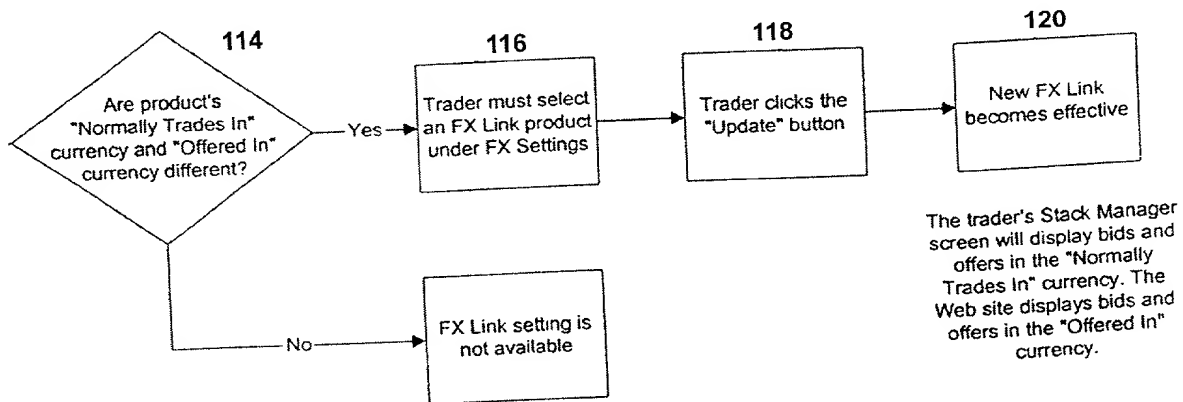 114
Are product's
"Normally Trades In"
currency and "Offered In"
currency different?
Yes
116
Trader must select
an FX Link product
under FX Settings
118
Trader clicks the
"Update" button
120
New FX Link
becomes effective
The trader's Stack Manager
screen will display bids and
offers in the "Normally
Trades In" currency. The
Web site displays bids and
offers in the "Offered In"
currency.
No
FX Link setting is
not available